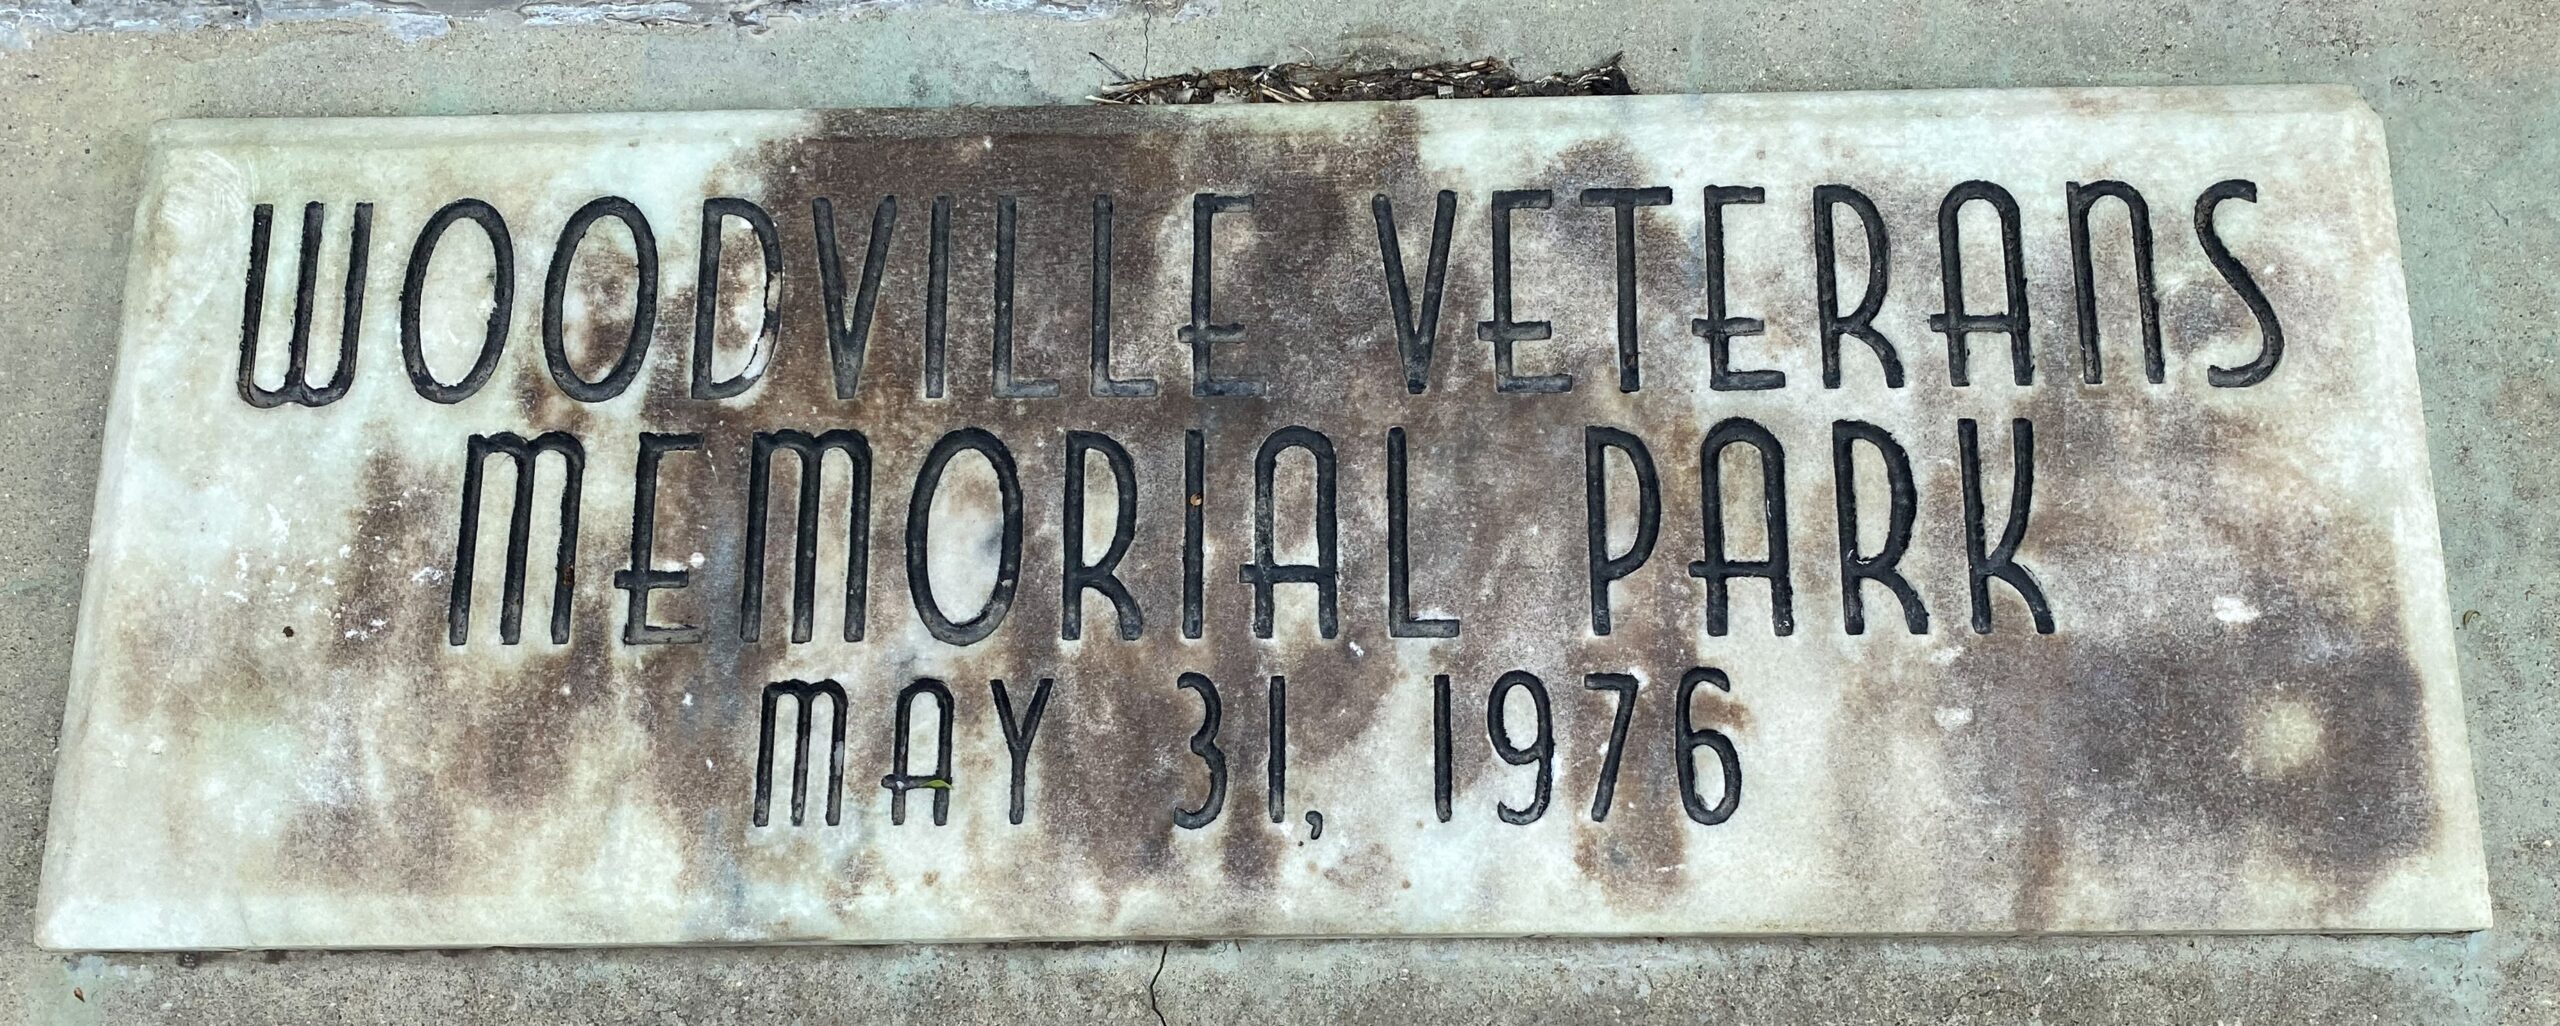 WOODVILLE VETERANS
MEMORIAL PARK
MAY 31, 1976